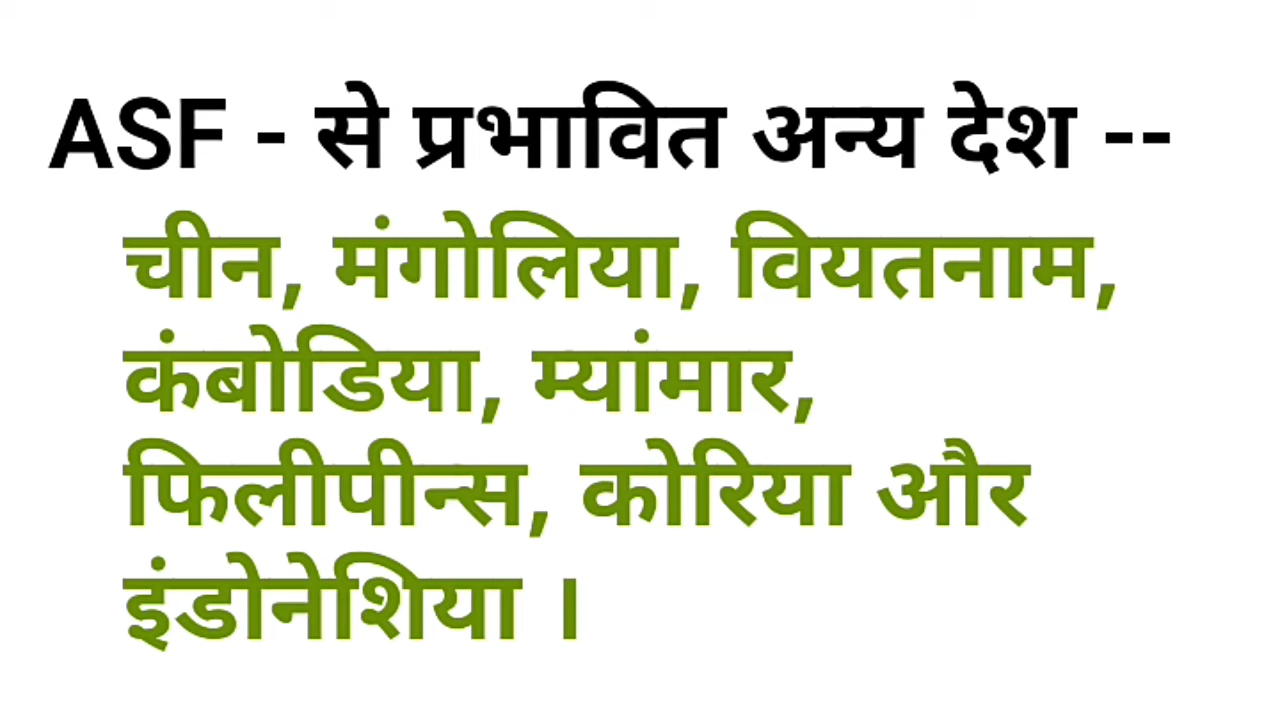 ASF - से प्रभावित अन्य देश --
चीन, मंगोलिया, वियतनाम,
कंबोडिया, म्यांमार,
फिलीपीन्स, कोरिया और
इंडोनेशिया ।